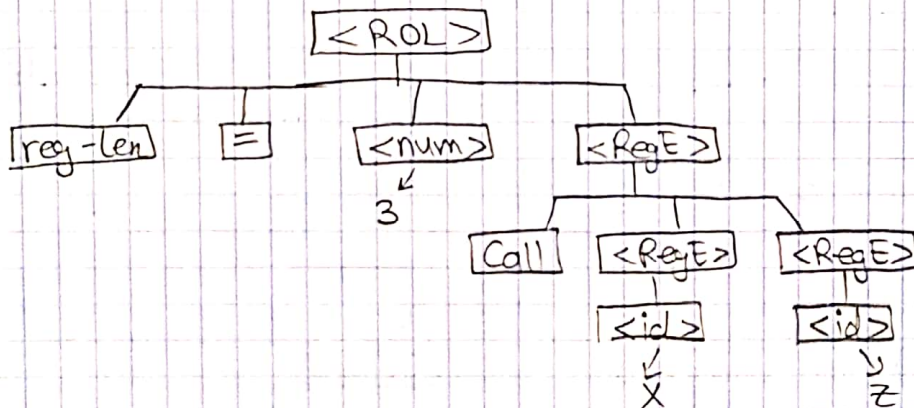 <ROL>
reg-len = <num> <RegE>
3
Call <RegE> <RegE>
<id> <id>
X Z